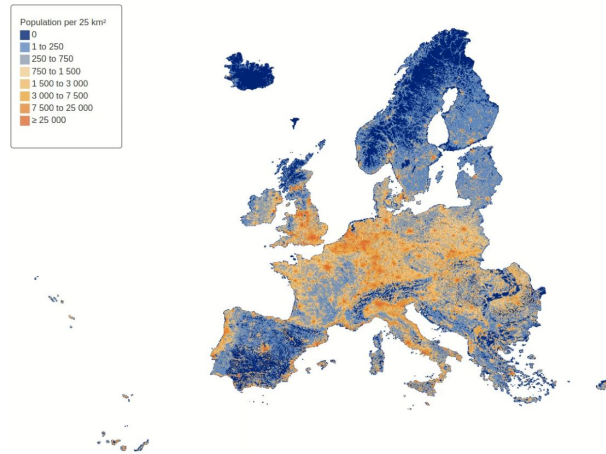 Population per 25 km²
0
1 to 250
250 to 750
750 to 1 500
1 500 to 3 000
3 000 to 7 500
7 500 to 25 000
≥ 25 000